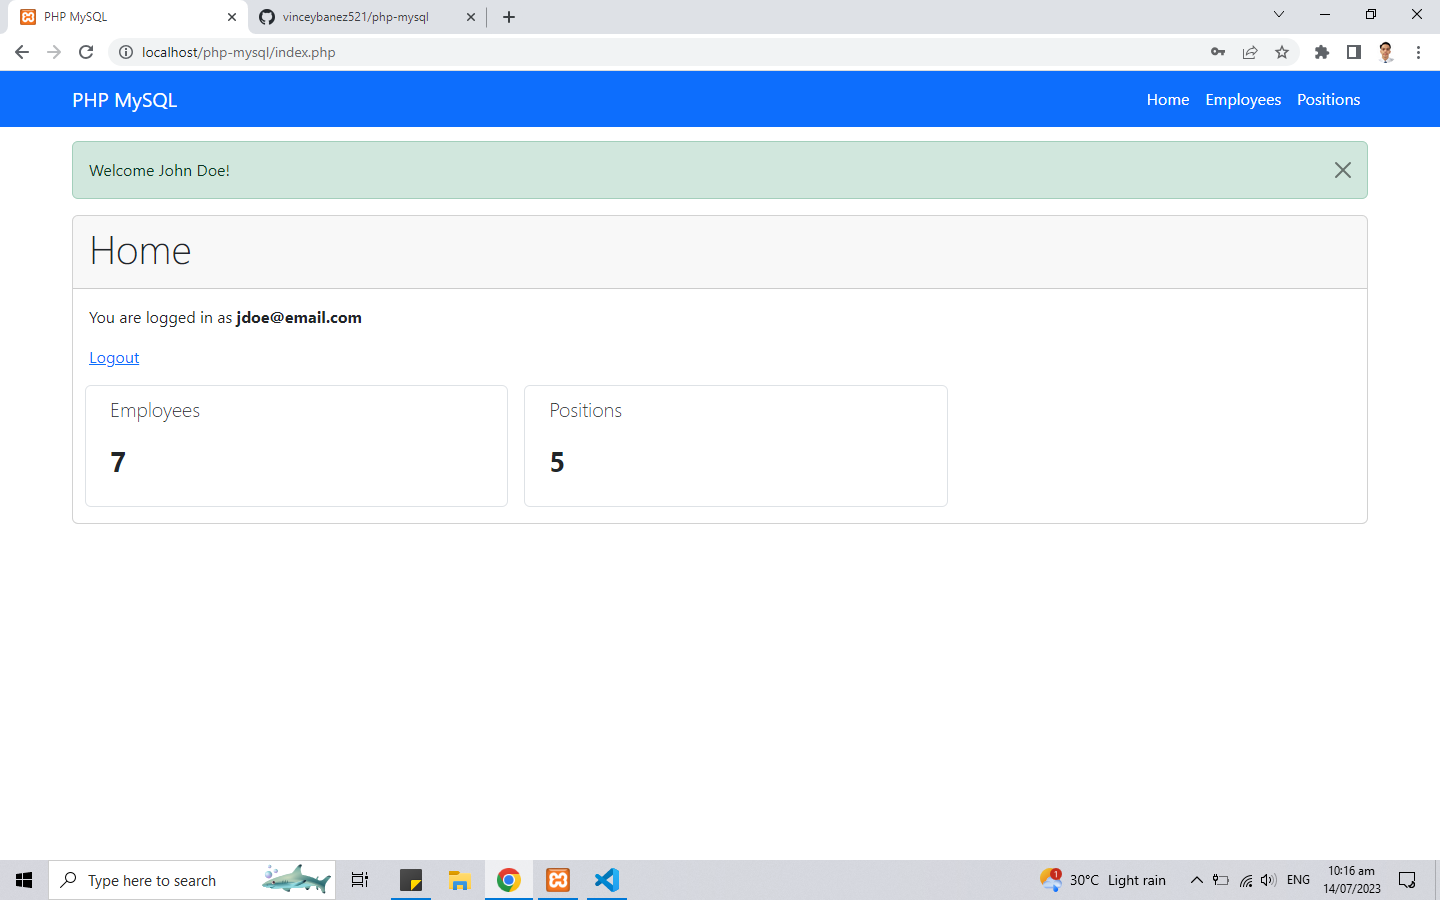 PHP MySQL
vinceybanez521/php-mysql
localhost/php-mysql/index.php
PHP MySQL
Home Employees Positions
Welcome John Doe!
Home
You are logged in as jdoe@email.com
Logout
Employees
7
Positions
5
Type here to search
1
30°C Light rain
ENG
10:16 am
14/07/2023